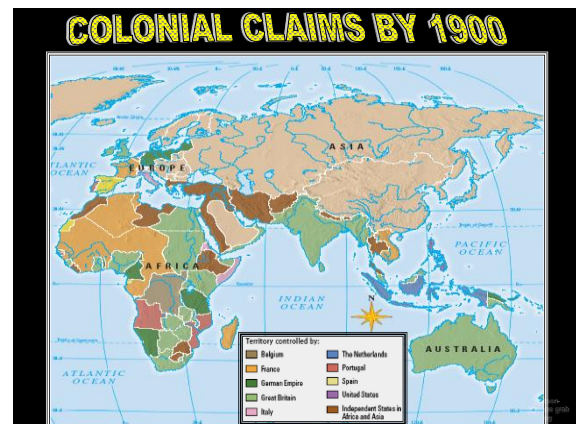 COLONIAL CLAIMS BY 1900
ASIA
EUROPE
ATLANTIC
OCEAN
PACIFIC
OCEAN
AFRICA
INDIAN
OCEAN
N
AUSTRALIA
ATLANTIC
OCEAN
Territory controlled by:
Belgium
France
German Empire
Great Britain
Italy
The Netherlands
Portugal
Spain
United States
Independent States in
Africa and Asia